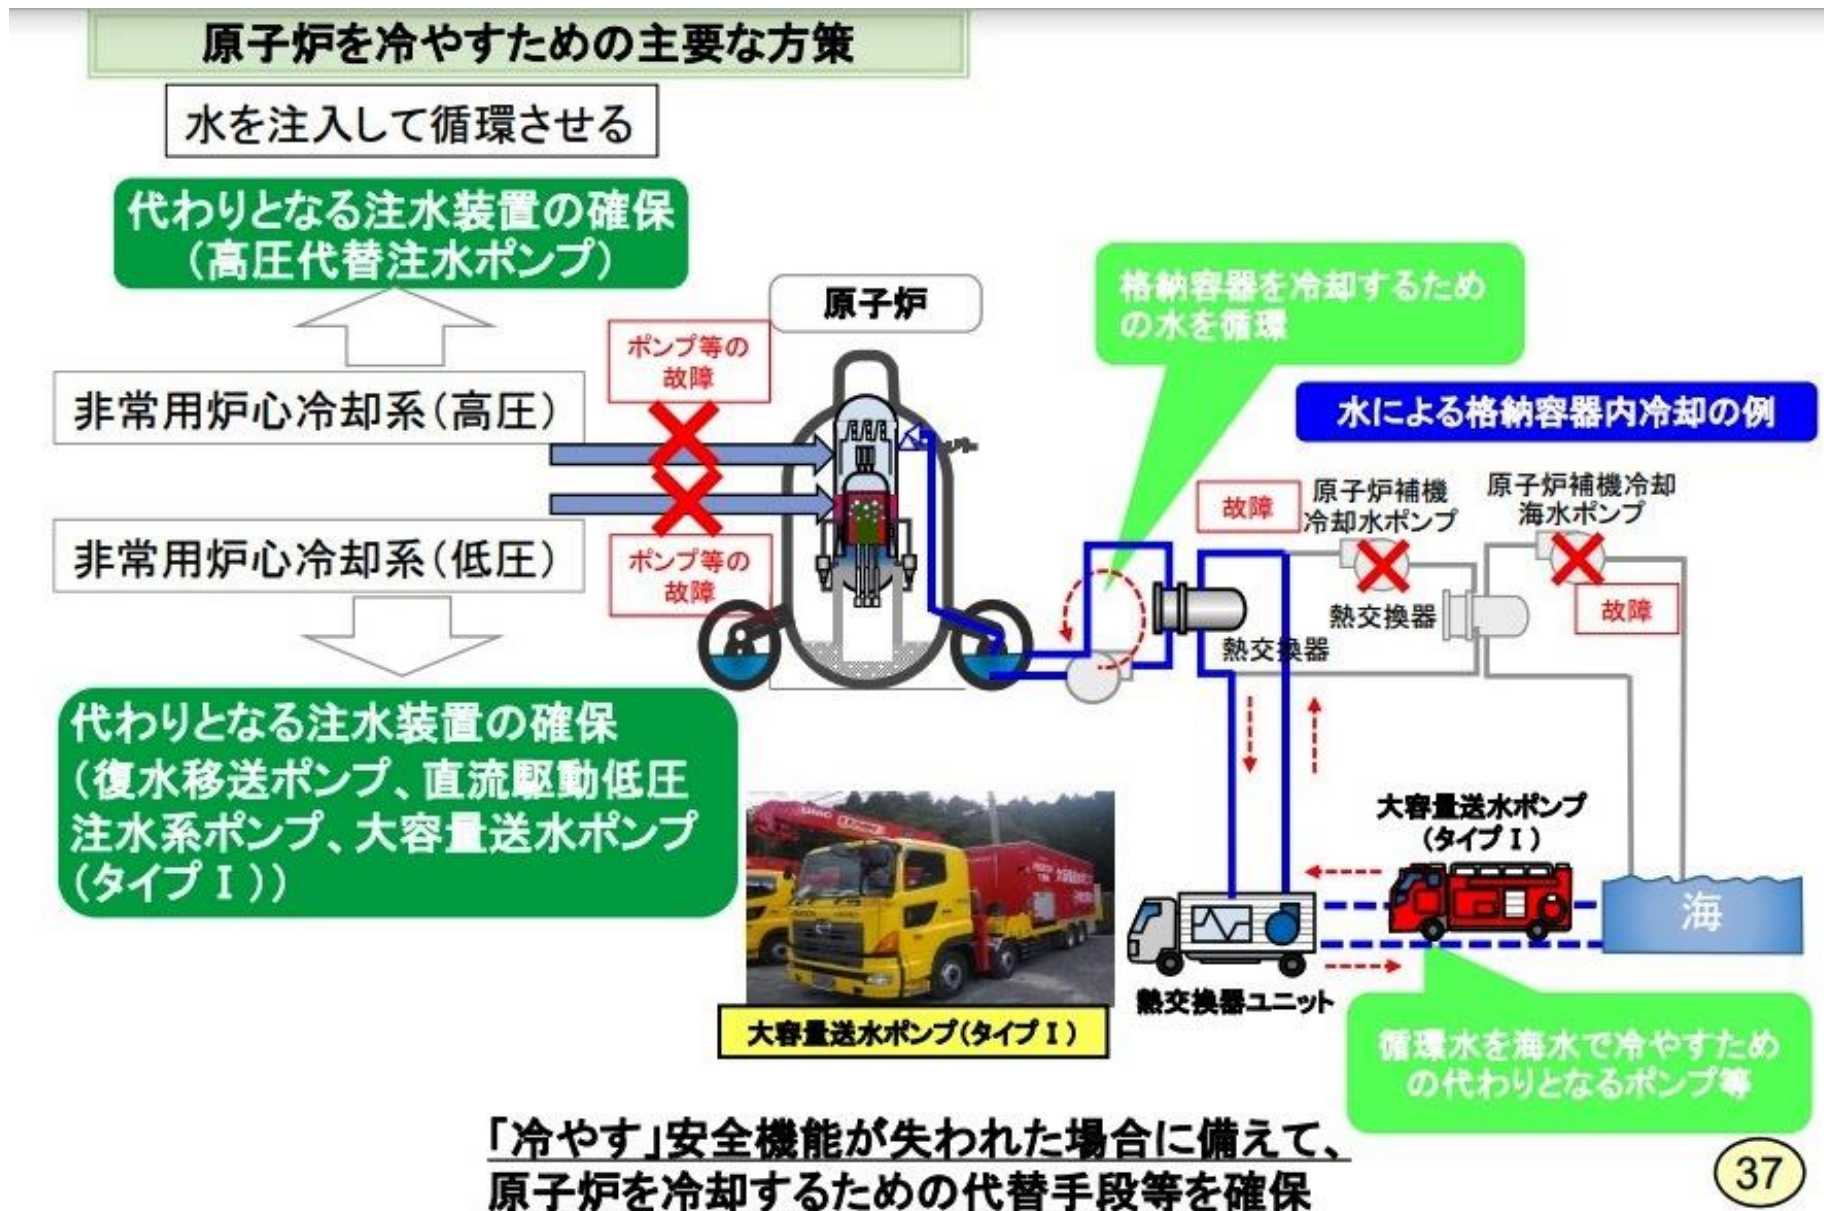 原子炉を冷やすための主要な方策
水を注入して循環させる
代わりとなる注水装置の確保
（高圧代替注水ポンプ）
非常用炉心冷却系（高圧）
ポンプ等の
故障
原子炉
非常用炉心冷却系（低圧）
ポンプ等の
故障
代わりとなる注水装置の確保
（復水移送ポンプ、直流駆動低圧
注水系ポンプ、大容量送水ポンプ
（タイプⅠ））
格納容器を冷却するため
の水を循環
水による格納容器内冷却の例
故障
原子炉補機
冷却水ポンプ
原子炉補機冷却
海水ポンプ
熱交換器
故障
熱交換器
大容量送水ポンプ
（タイプⅠ）
海
熱交換器ユニット
大容量送水ポンプ（タイプⅠ）
循環水を海水で冷やすため
の代わりとなるポンプ等
「冷やす」安全機能が失われた場合に備えて、
原子炉を冷却するための代替手段等を確保
37